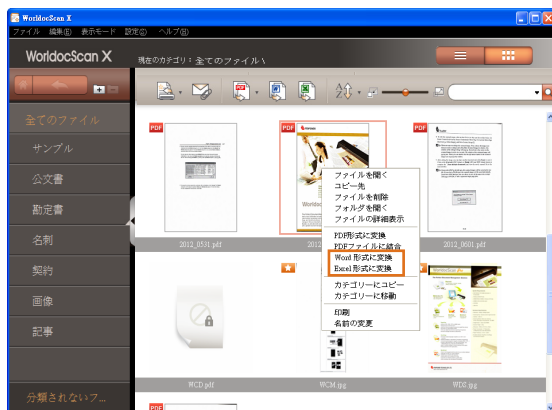 WorldocScan X
ファイル 編集(E) 表示モード 設定(S) ヘルプ(H)
WorldocScan X
現在のカテゴリ: 全てのファイル \
全てのファイル
サンプル
公文書
勘定書
名刺
契約
画像
記事
分類されないフ...
PDF
PDF
PDF
2012_0531.pdf
2012
2012_0601.pdf
ファイルを開く
コピー先
ファイルを削除
フォルダを開く
ファイルの詳細表示
PDF形式に変換
PDFファイルに結合
Word 形式に変換
Excel 形式に変換
カテゴリーにコピー
カテゴリーに移動
印刷
名前の変更
WCD.pdf
WCM.jpg
WDS.jpg
PDF